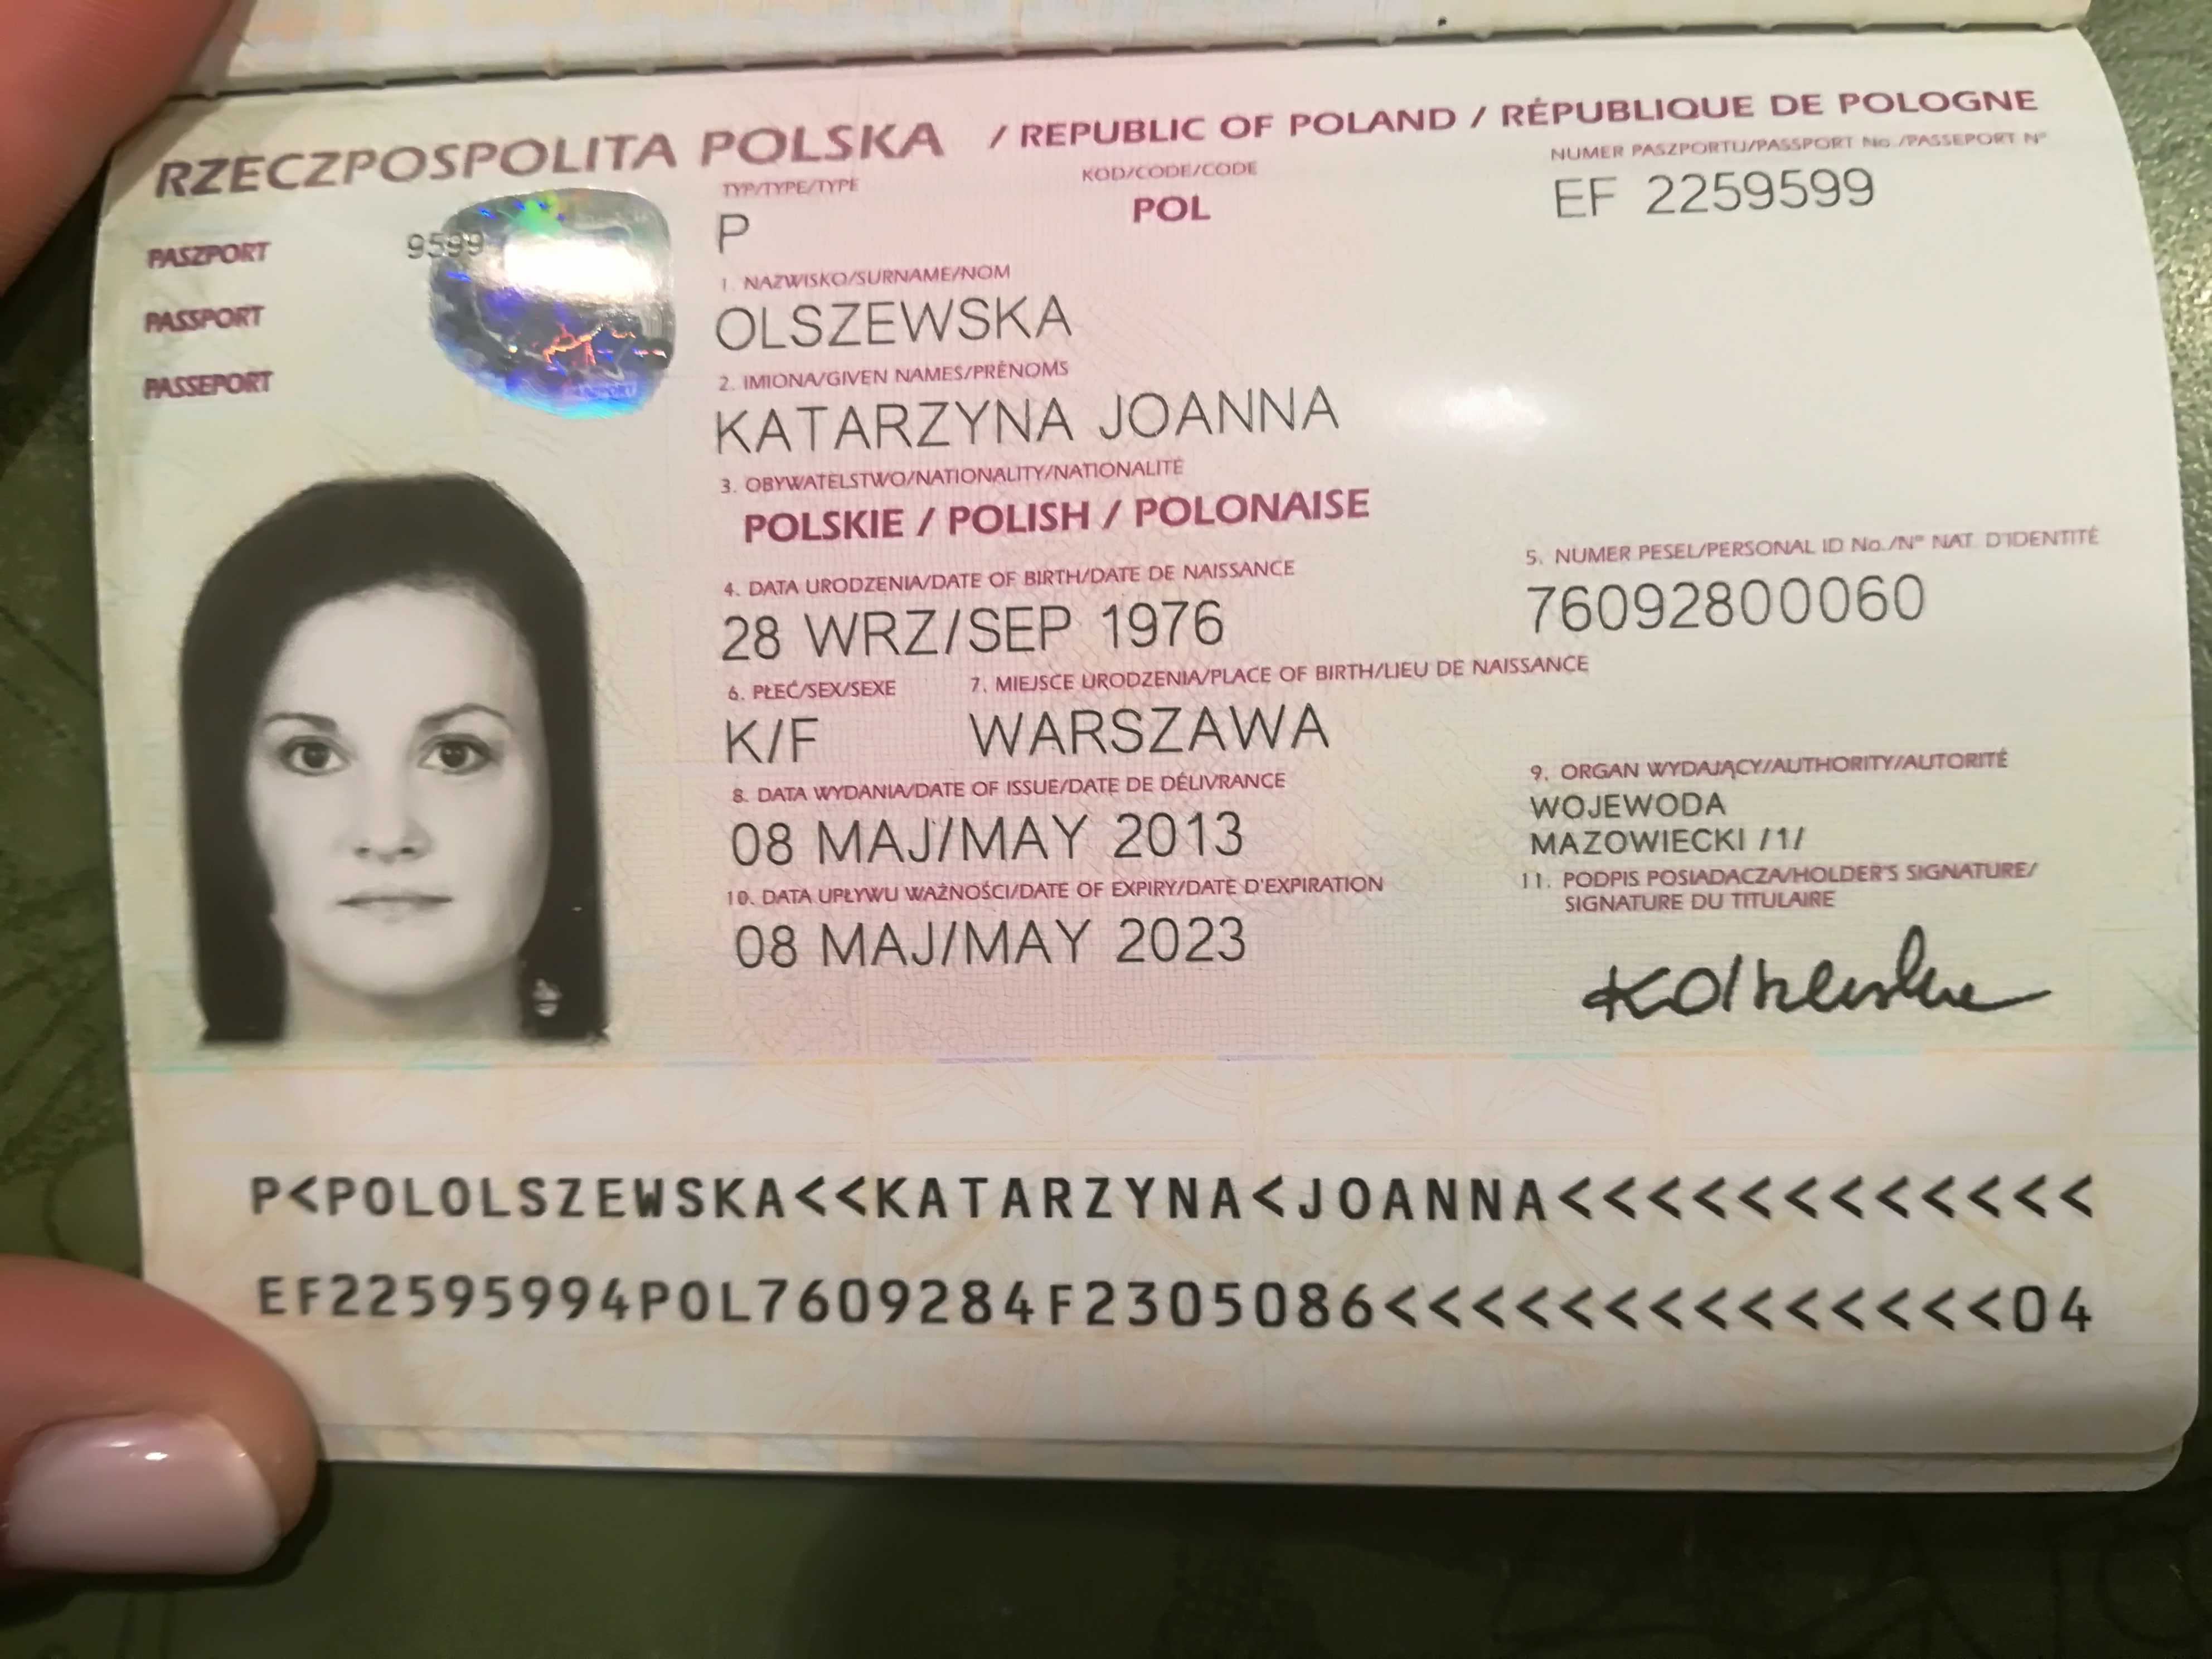 RZECZPOSPOLITA POLSKA / REPUBLIC OF POLAND / RÉPUBLIQUE DE POLOGNE
PASZPORT
PASSPORT
PASSEPORT
9599
TYP/TYPE/TYPE
P
KOD/CODE/CODE
POL
NUMER PASZPORTU/PASSPORT No./PASSEPORT N°
EF 2259599
1. NAZWISKO/SURNAME/NOM
OLSZEWSKA
2. IMIONA/GIVEN NAMES/PRÉNOMS
KATARZYNA JOANNA
3. OBYWATELSTWO/NATIONALITY/NATIONALITÉ
POLSKIE / POLISH / POLONAISE
4. DATA URODZENIA/DATE OF BIRTH/DATE DE NAISSANCE
28 WRZ/SEP 1976
5. NUMER PESEL/PERSONAL ID No./N° NAT. D'IDENTITÉ
76092800060
6. PŁEĆ/SEX/SEXE
K/F
7. MIEJSCE URODZENIA/PLACE OF BIRTH/LIEU DE NAISSANCE
WARSZAWA
8. DATA WYDANIA/DATE OF ISSUE/DATE DE DÉLIVRANCE
08 MAJ/MAY 2013
9. ORGAN WYDAJĄCY/AUTHORITY/AUTORITÉ
WOJEWODA
MAZOWIECKI /1/
10. DATA UPŁYWU WAŻNOŚCI/DATE OF EXPIRY/DATE D'EXPIRATION
08 MAJ/MAY 2023
11. PODPIS POSIADACZA/HOLDER'S SIGNATURE/
SIGNATURE DU TITULAIRE
P<POLOLSZEWSKA<<KATARZYNA<JOANNA<<<<<<<<<<<<
EF22595994POL7609284F2305086<<<<<<<<<<<<<<04